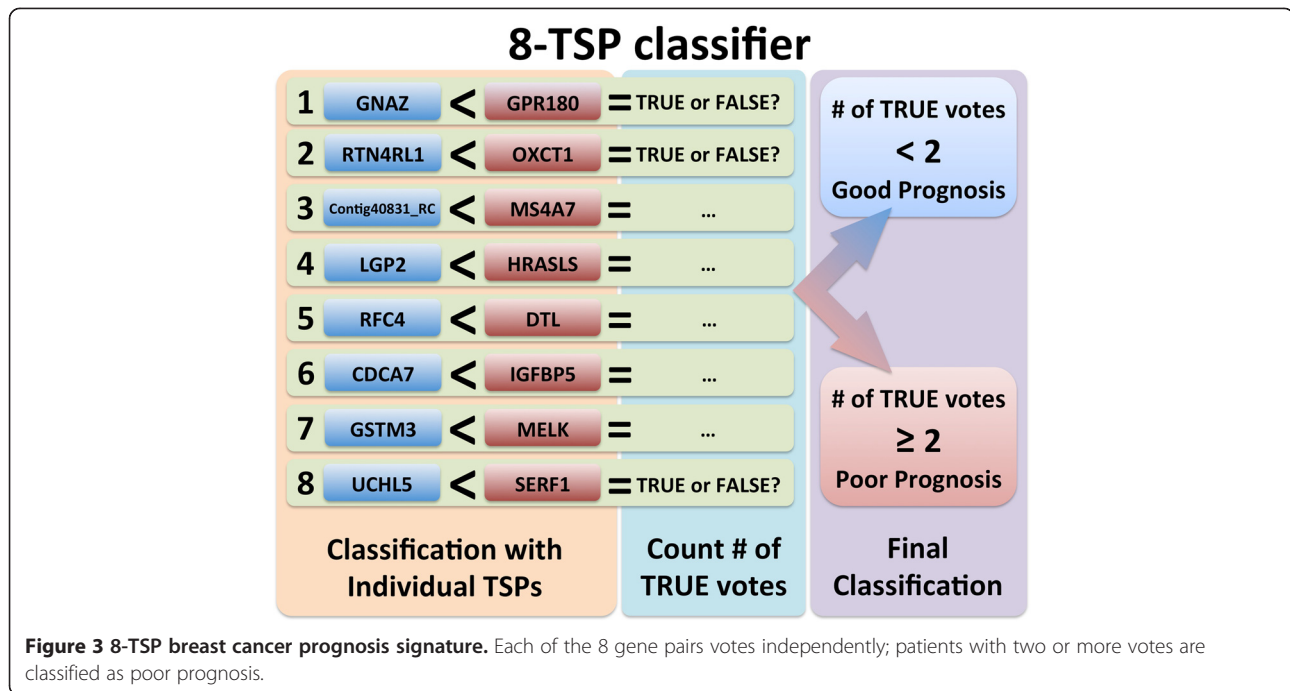 8-TSP classifier
1 GNAZ < GPR180 = TRUE or FALSE?
2 RTN4RL1 < OXCT1 = TRUE or FALSE?
3 Contig40831_RC < MS4A7 = ...
4 LGP2 < HRASLS = ...
5 RFC4 < DTL = ...
6 CDCA7 < IGFBP5 = ...
7 GSTM3 < MELK = ...
8 UCHL5 < SERF1 = TRUE or FALSE?
Classification with
Individual TSPs
Count # of
TRUE votes
# of TRUE votes
< 2
Good Prognosis
# of TRUE votes
≥ 2
Poor Prognosis
Final
Classification
Figure 3 8-TSP breast cancer prognosis signature. Each of the 8 gene pairs votes independently; patients with two or more votes are
classified as poor prognosis.